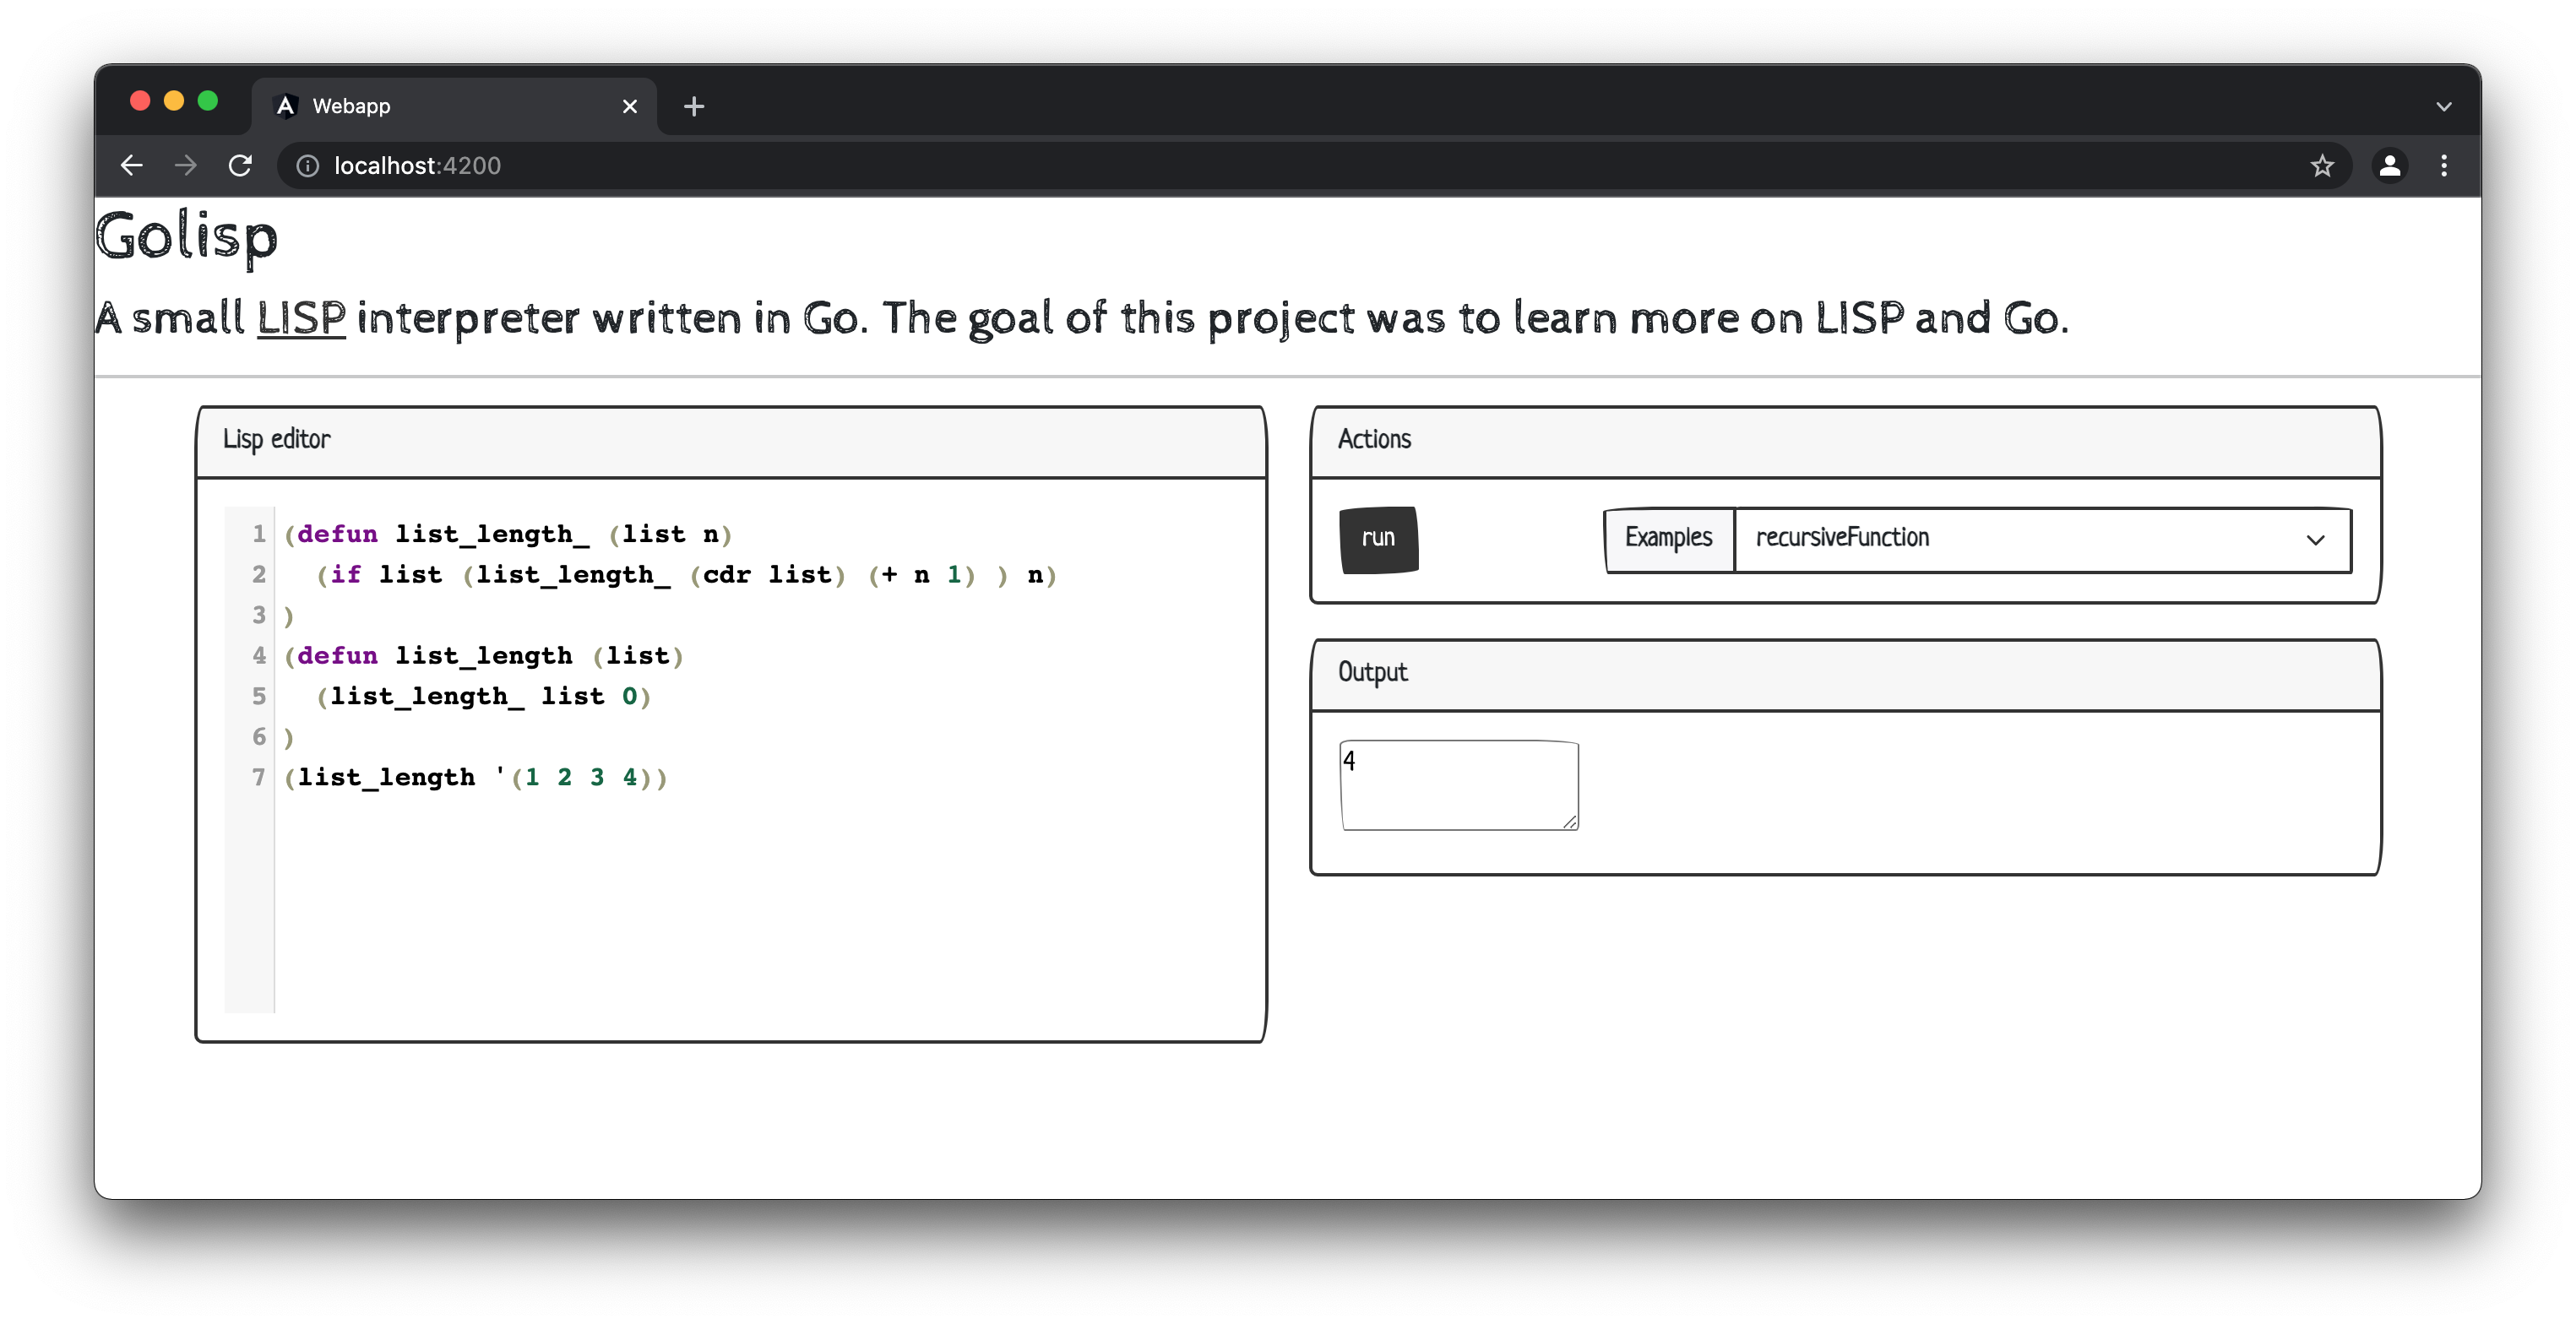 Webapp
localhost:4200
Golisp
A small LISP interpreter written in Go. The goal of this project was to learn more on LISP and Go.
Lisp editor
1 (defun list_length_ (list n)
2   (if list (list_length_ (cdr list) (+ n 1) ) n)
3 )
4 (defun list_length (list)
5   (list_length_ list 0)
6 )
7 (list_length '(1 2 3 4))
Actions
run
Examples recursiveFunction
Output
4